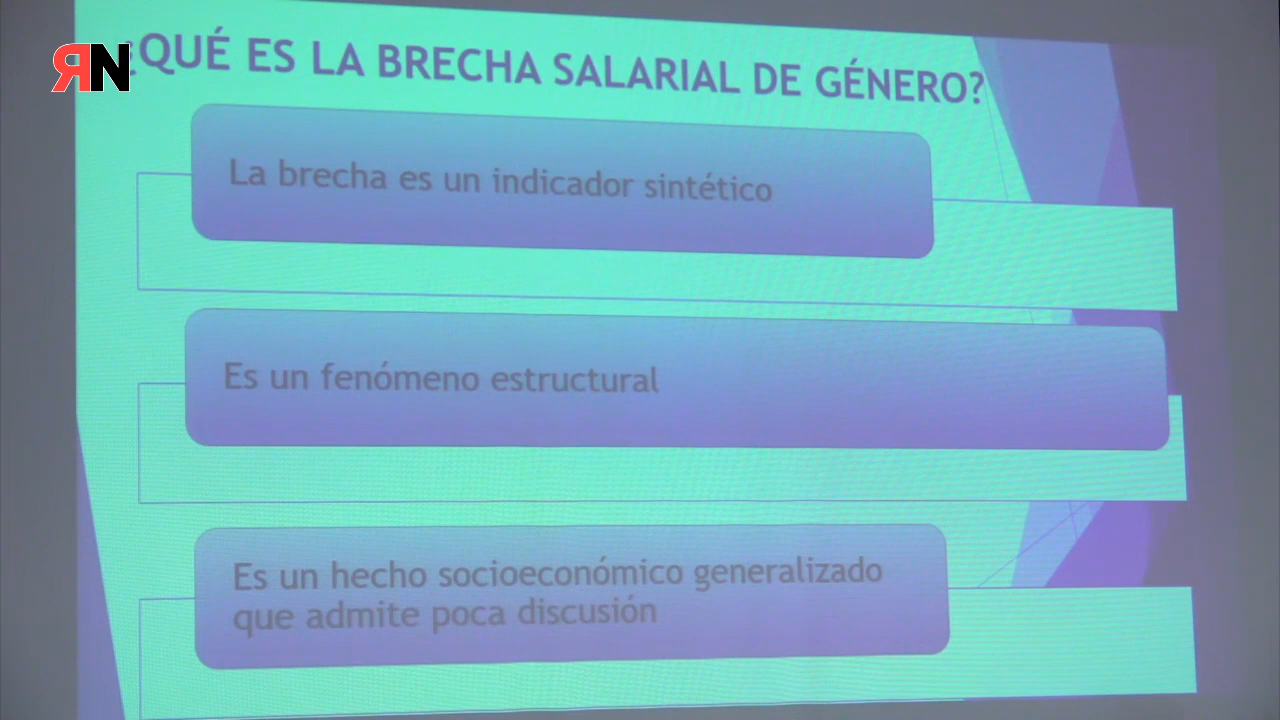 ЯN
¿QUÉ ES LA BRECHA SALARIAL DE GÉNERO?
La brecha es un indicador sintético
Es un fenómeno estructural
Es un hecho socioeconómico generalizado
que admite poca discusión